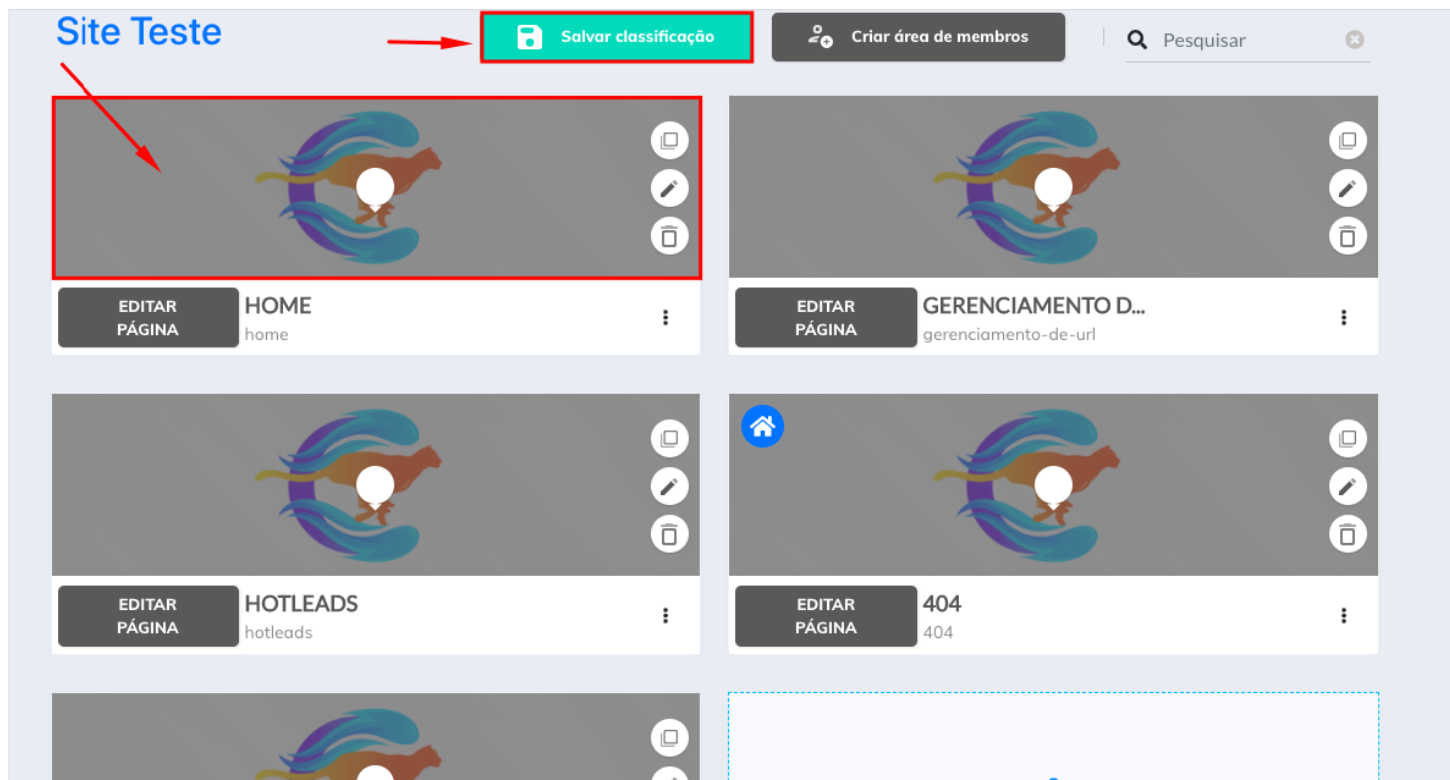 Site Teste
Salvar classificação
Criar área de membros
Pesquisar
EDITAR
PÁGINA
HOME
home
EDITAR
PÁGINA
GERENCIAMENTO D...
gerenciamento-de-url
EDITAR
PÁGINA
HOTLEADS
hotleads
EDITAR
PÁGINA
404
404